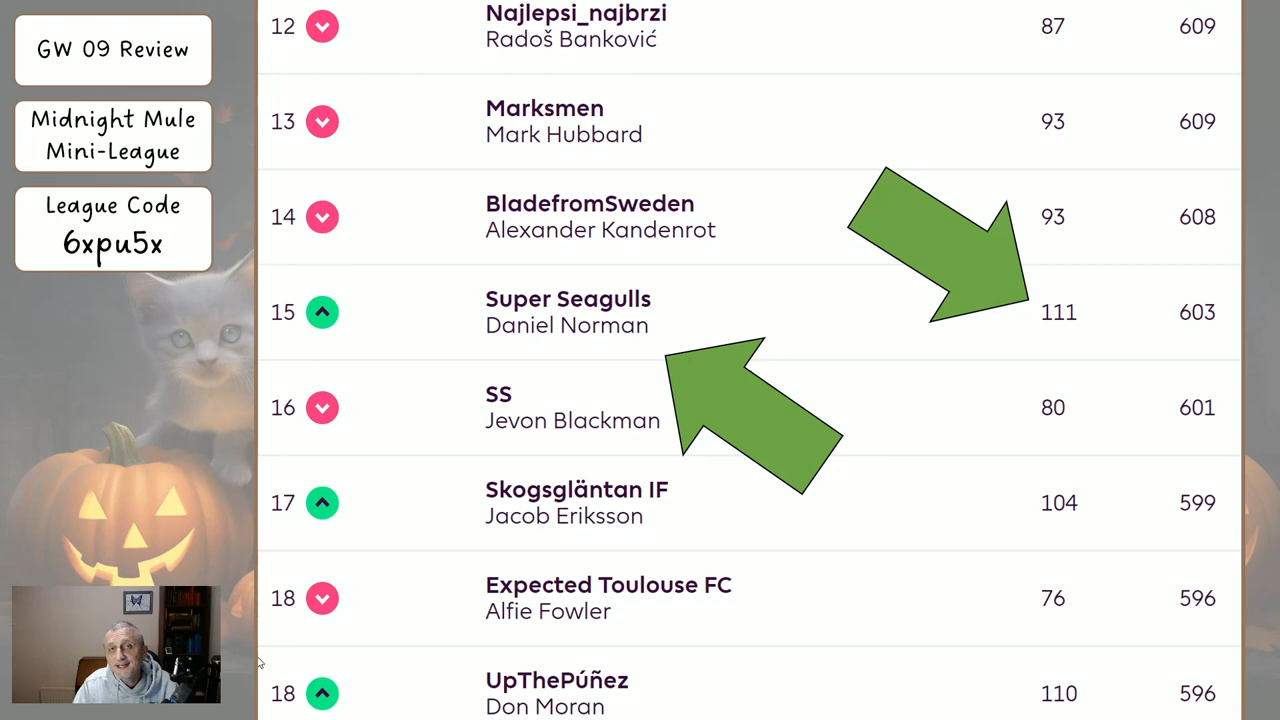 GW 09 Review
Midnight Mule
Mini-League
League Code
6xpu5x
12 Najlepsi_najbrzi 87 609
Radoš Banković
13 Marksmen 93 609
Mark Hubbard
14 BladefromSweden 93 608
Alexander Kandenrot
15 Super Seagulls 111 603
Daniel Norman
16 SS 80 601
Jevon Blackman
17 Skogsgläntan IF 104 599
Jacob Eriksson
18 Expected Toulouse FC 76 596
Alfie Fowler
18 UpThePúñez 110 596
Don Moran